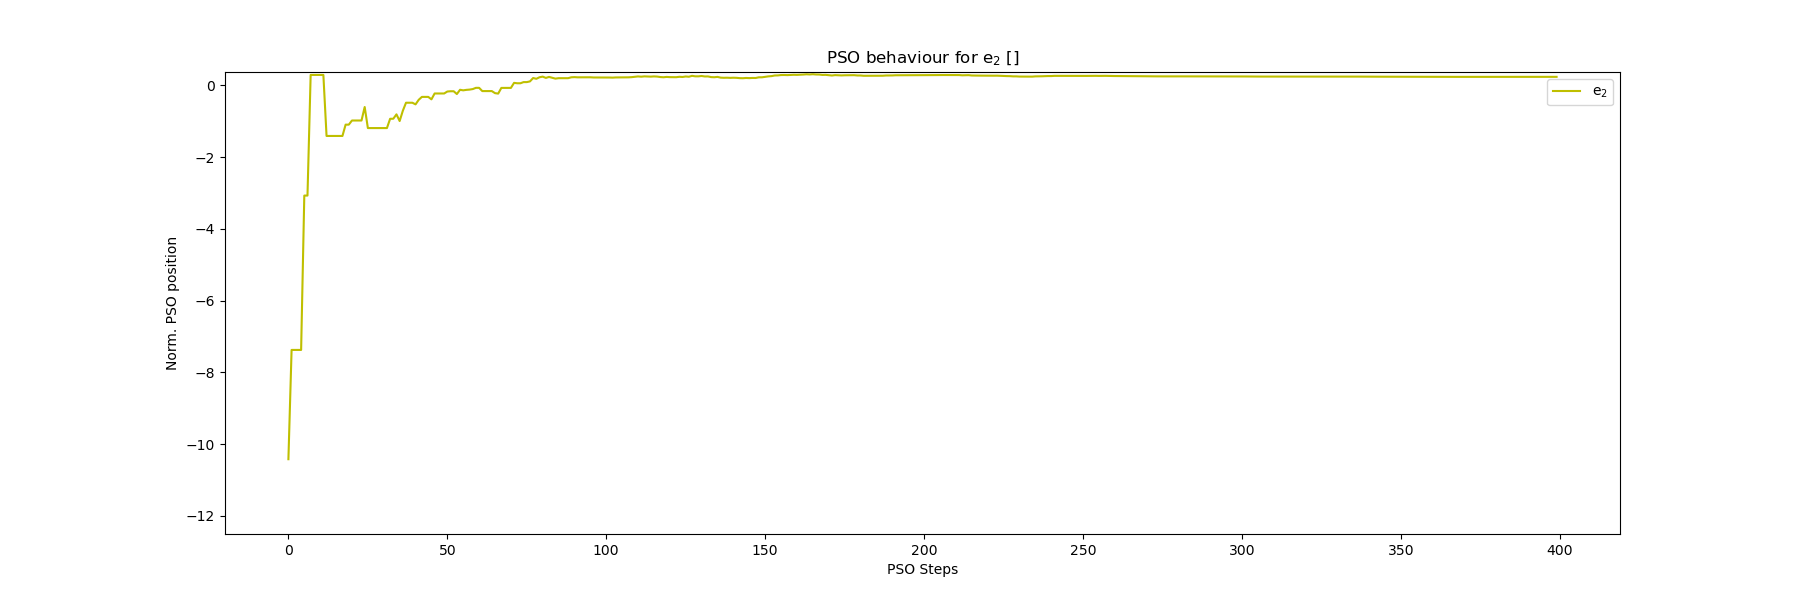 PSO behaviour for e₂ []
Norm. PSO position
0
−2
−4
−6
−8
−10
−12
e₂
0 50 100 150 200 250 300 350 400
PSO Steps